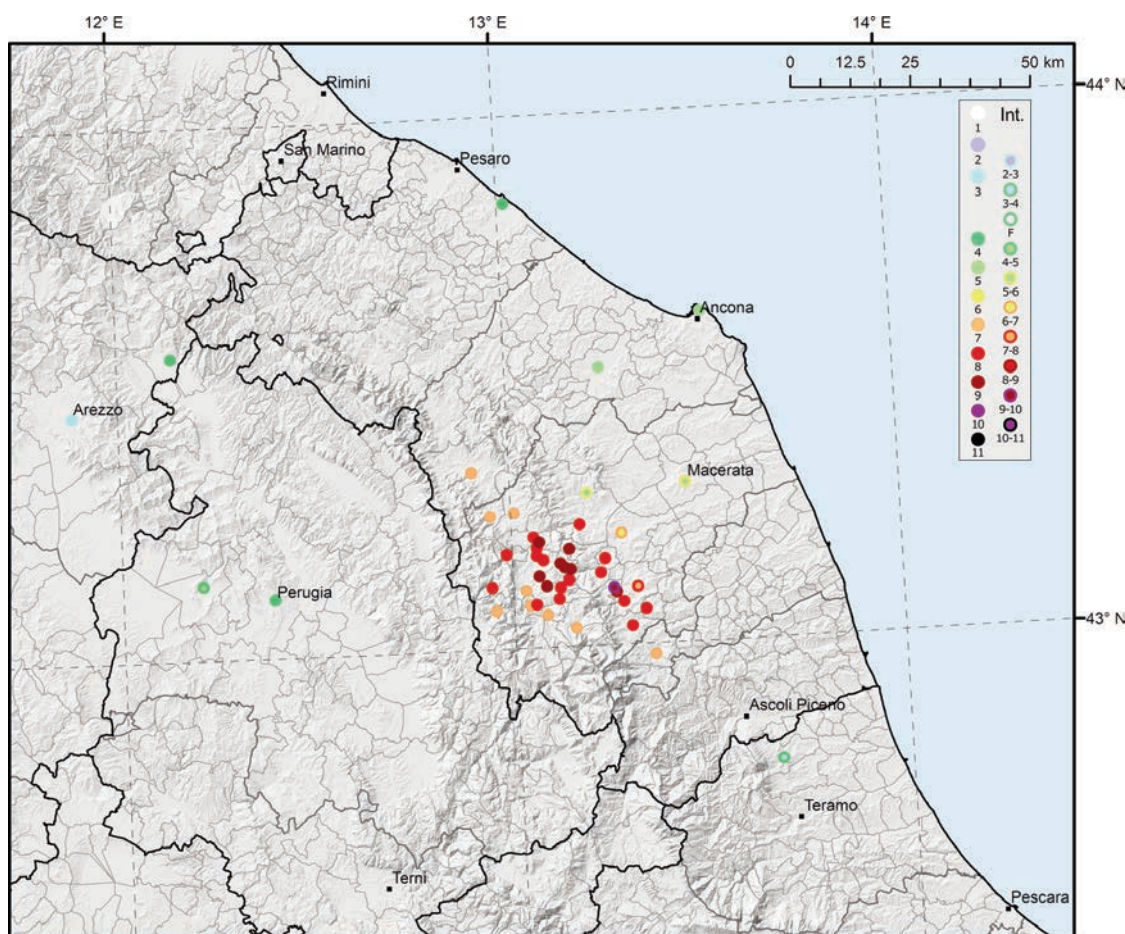 12° E
13° E
14° E
0 12.5 25 50 km
44° N
Rimini
San Marino
Pesaro
Int.
1
2
2-3
3
3-4
F
4
4-5
5
5-6
6
6-7
7
7-8
8
8-9
9
9-10
10
10-11
11
Ancona
Arezzo
Macerata
Perugia
43° N
Ascoli Piceno
Teramo
Terni
Pescara